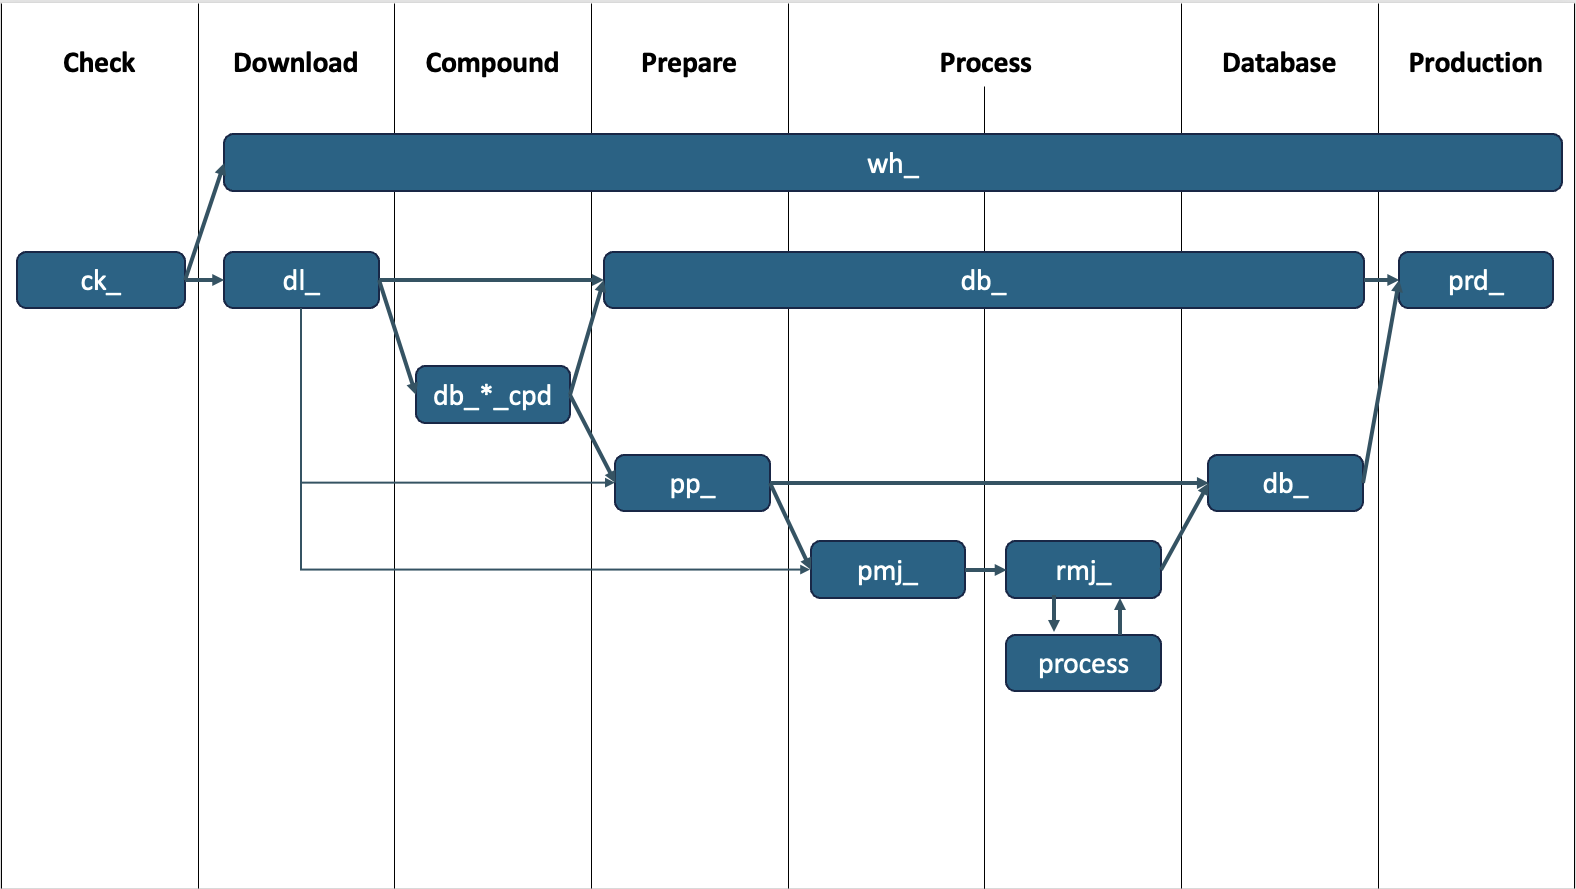 Check
Download
Compound
Prepare
Process
Database
Production
wh_
ck_
dl_
db_
prd_
db_*_cpd
pp_
db_
pmj_
rmj_
process